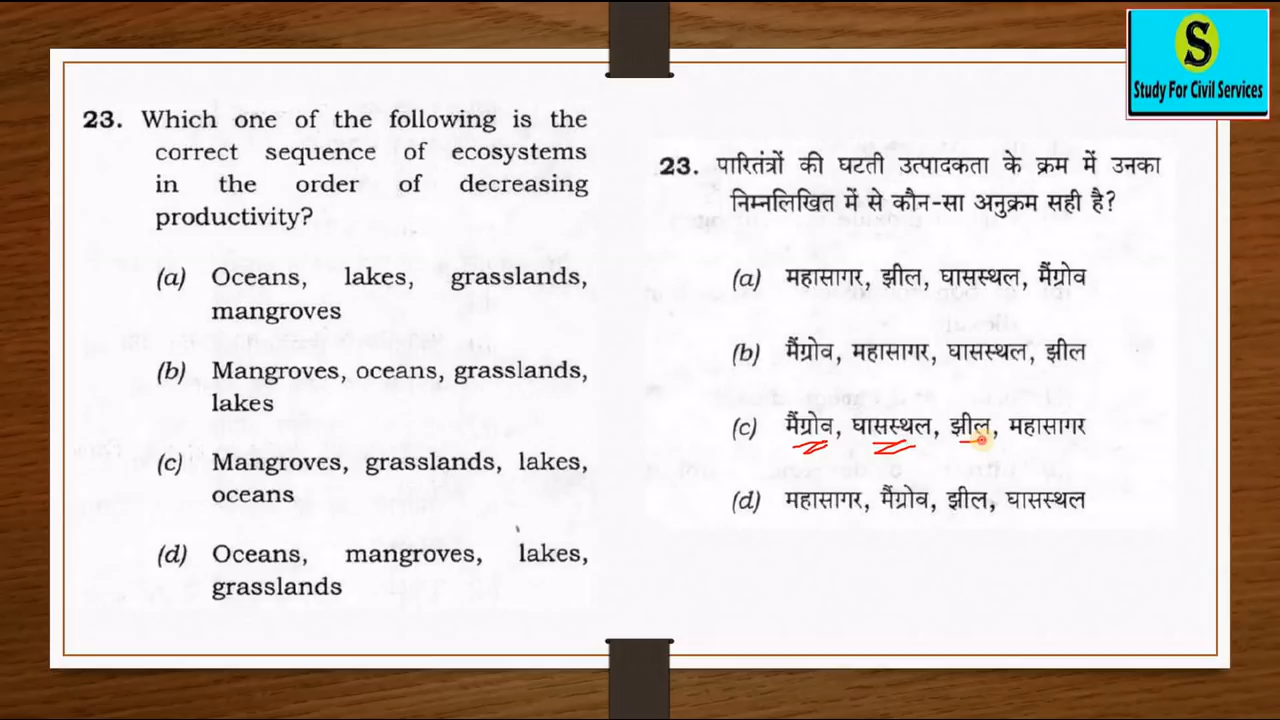 S
Study For Civil Services
23. Which one of the following is the
correct sequence of ecosystems
in the order of decreasing
productivity?
(a) Oceans, lakes, grasslands,
mangroves
(b) Mangroves, oceans, grasslands,
lakes
(c) Mangroves, grasslands, lakes,
oceans
(d) Oceans, mangroves, lakes,
grasslands
23. पारितंत्रों की घटती उत्पादकता के क्रम में उनका
निम्नलिखित में से कौन-सा अनुक्रम सही है?
(a) महासागर, झील, घासस्थल, मैंग्रोव
(b) मैंग्रोव, महासागर, घासस्थल, झील
(c) मैंग्रोव, घासस्थल, झील, महासागर
(d) महासागर, मैंग्रोव, झील, घासस्थल